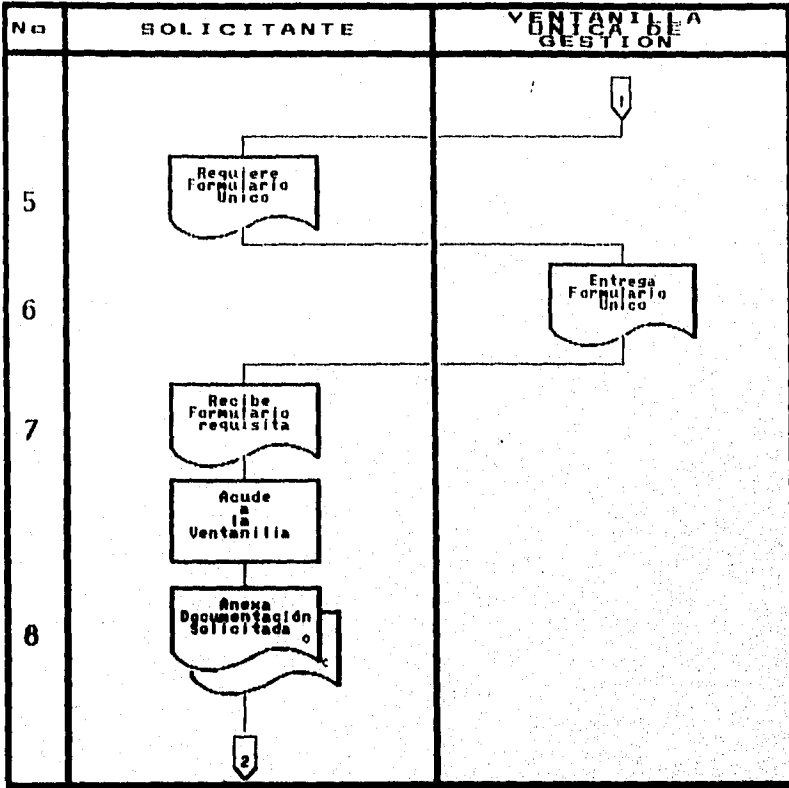 No
SOLICITANTE
VENTANILLA
UNICA DE
GESTION
1
5
Requiere
Formulario
Unico
6
Entrega
Formulario
Unico
7
Recibe
Formulario
requisita
Acude
a
la
Ventanilla
8
Anexa
Documentación
Solicitada
O
C
2